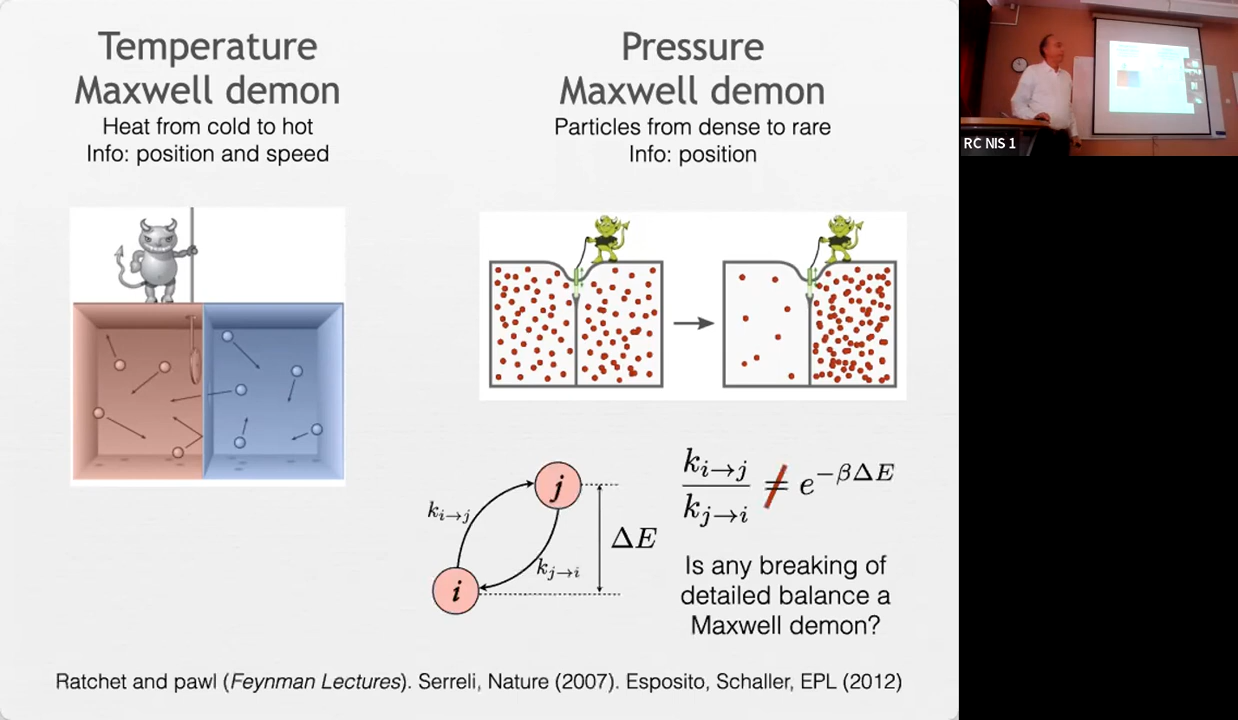 Temperature
Maxwell demon
Heat from cold to hot
Info: position and speed
Pressure
Maxwell demon
Particles from dense to rare
Info: position
RC NIS 1
j
k_{i→j}
k_{j→i}
ΔE
i
k_{i→j} / k_{j→i} ≠ e^{−βΔE}
Is any breaking of
detailed balance a
Maxwell demon?
Ratchet and pawl (Feynman Lectures). Serreli, Nature (2007). Esposito, Schaller, EPL (2012)